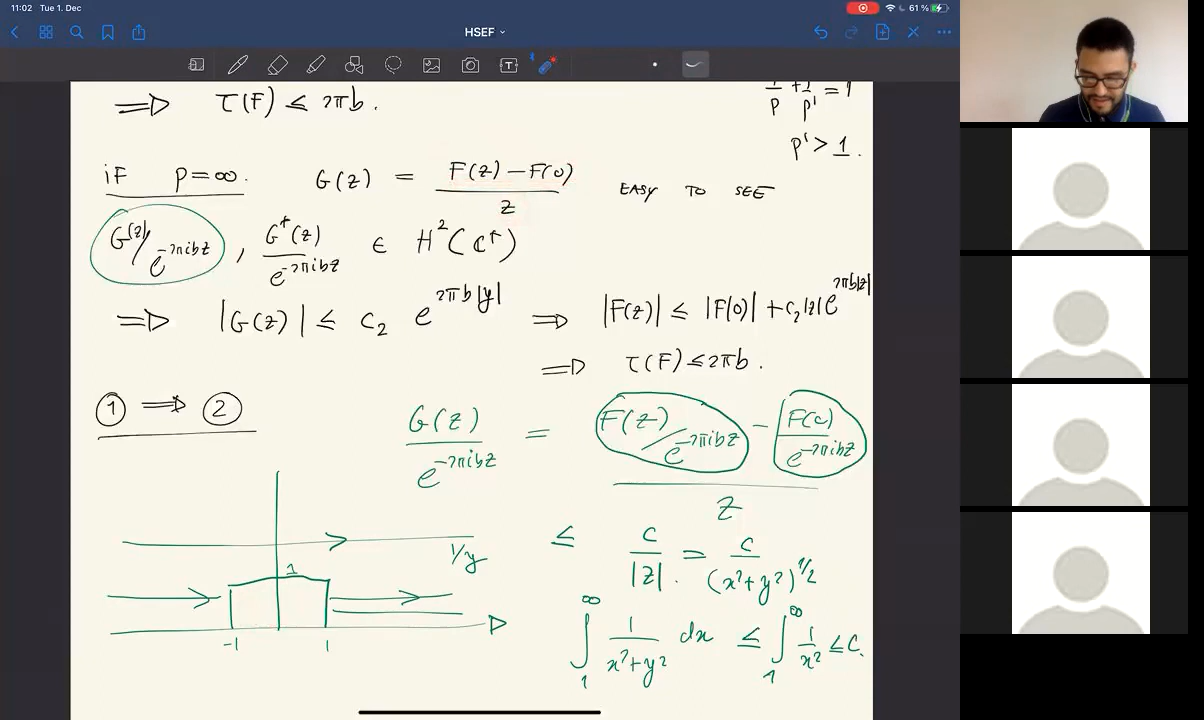 11:02 Tue 1. Dec
61 %
HSEF
⟹ τ(F) ≤ 2πb.
1/p + 1/p' = 1
p' > 1.
IF p=∞. G(z) = (F(z) − F(0))/z EASY TO SEE
G(z)/e^{-2πibz} , G*(z)/e^{-2πibz} ∈ H²(C⁺)
⟹ |G(z)| ≤ c₂ e^{2πb|y|} ⟹ |F(z)| ≤ |F(0)| + c₂|z|e^{2πb|z|}
⟹ τ(F) ≤ 2πb.
① ⟹ ② G(z)/e^{-2πibz} = (F(z)/e^{-2πibz} − F(0)/e^{-2πibz})/z
≤ c/|z|. = c/(x²+y²)^{1/2}
1/y
1
-1 1
∫₁^∞ 1/(x²+y²) dx ≤ ∫₁^∞ 1/x² ≤ C.